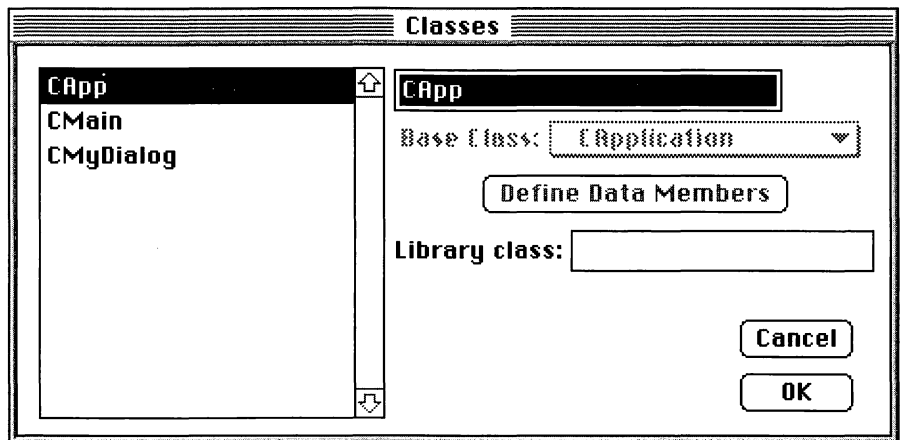 Classes
CApp
CMain
CMyDialog
CApp
Base Class: CApplication
Define Data Members
Library class:
Cancel
OK